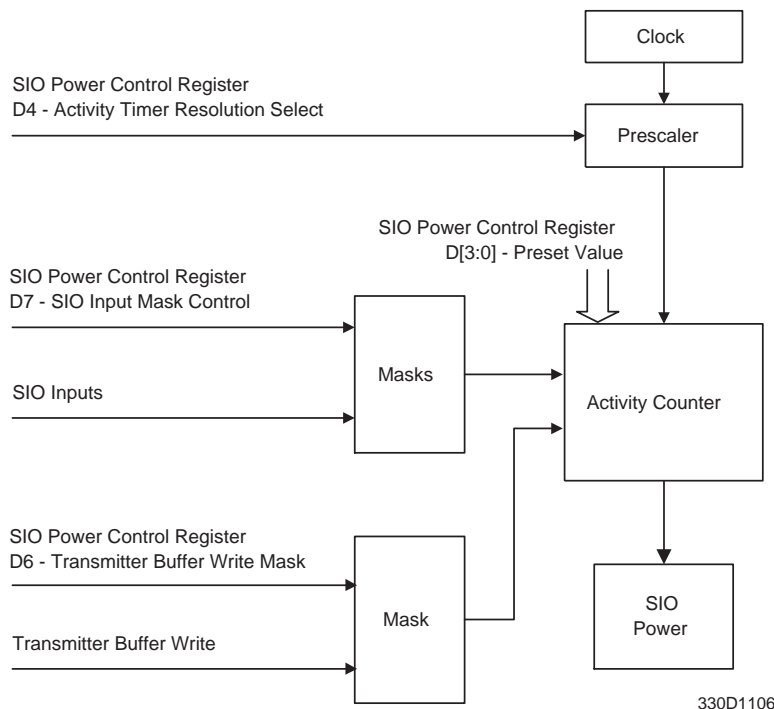 Clock
SIO Power Control Register
D4 - Activity Timer Resolution Select
Prescaler
SIO Power Control Register
D[3:0] - Preset Value
SIO Power Control Register
D7 - SIO Input Mask Control
Masks
SIO Inputs
Activity Counter
SIO Power Control Register
D6 - Transmitter Buffer Write Mask
Mask
Transmitter Buffer Write
SIO
Power
330D1106